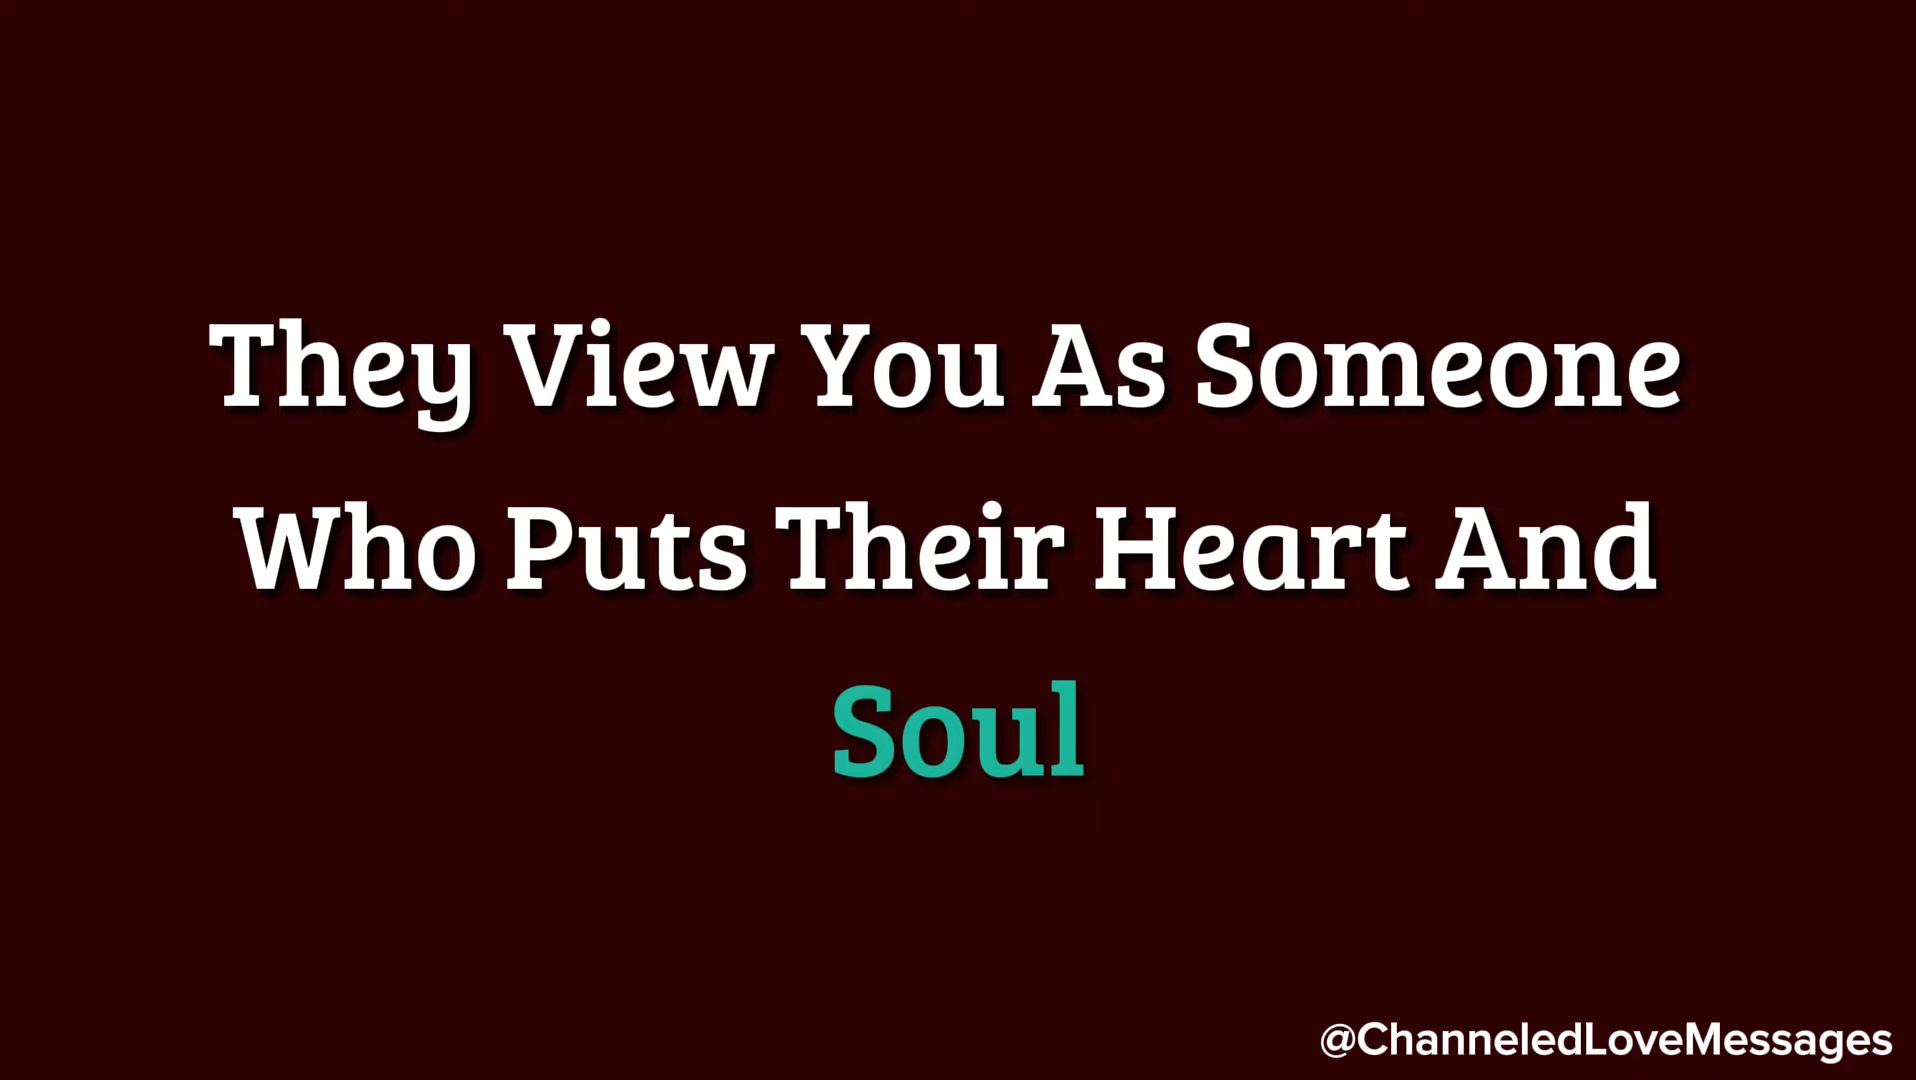 They View You As Someone
Who Puts Their Heart And
Soul
@ChanneledLoveMessages